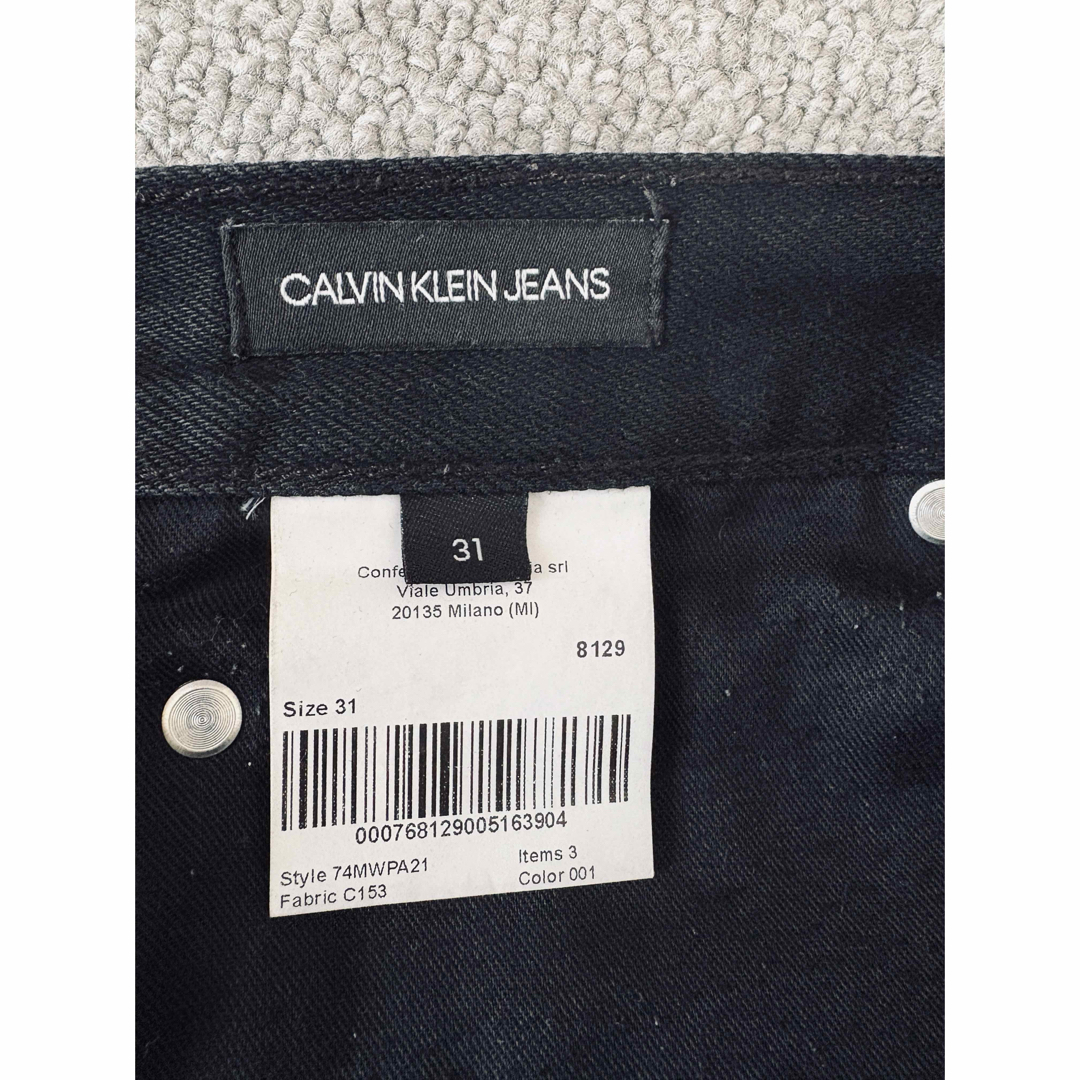 CALVIN KLEIN JEANS
31
srl
Viale Umbria, 37
20135 Milano (MI)
8129
Size 31
000768129005163904
Style 74MWPA21
Items 3
Fabric C153
Color 001